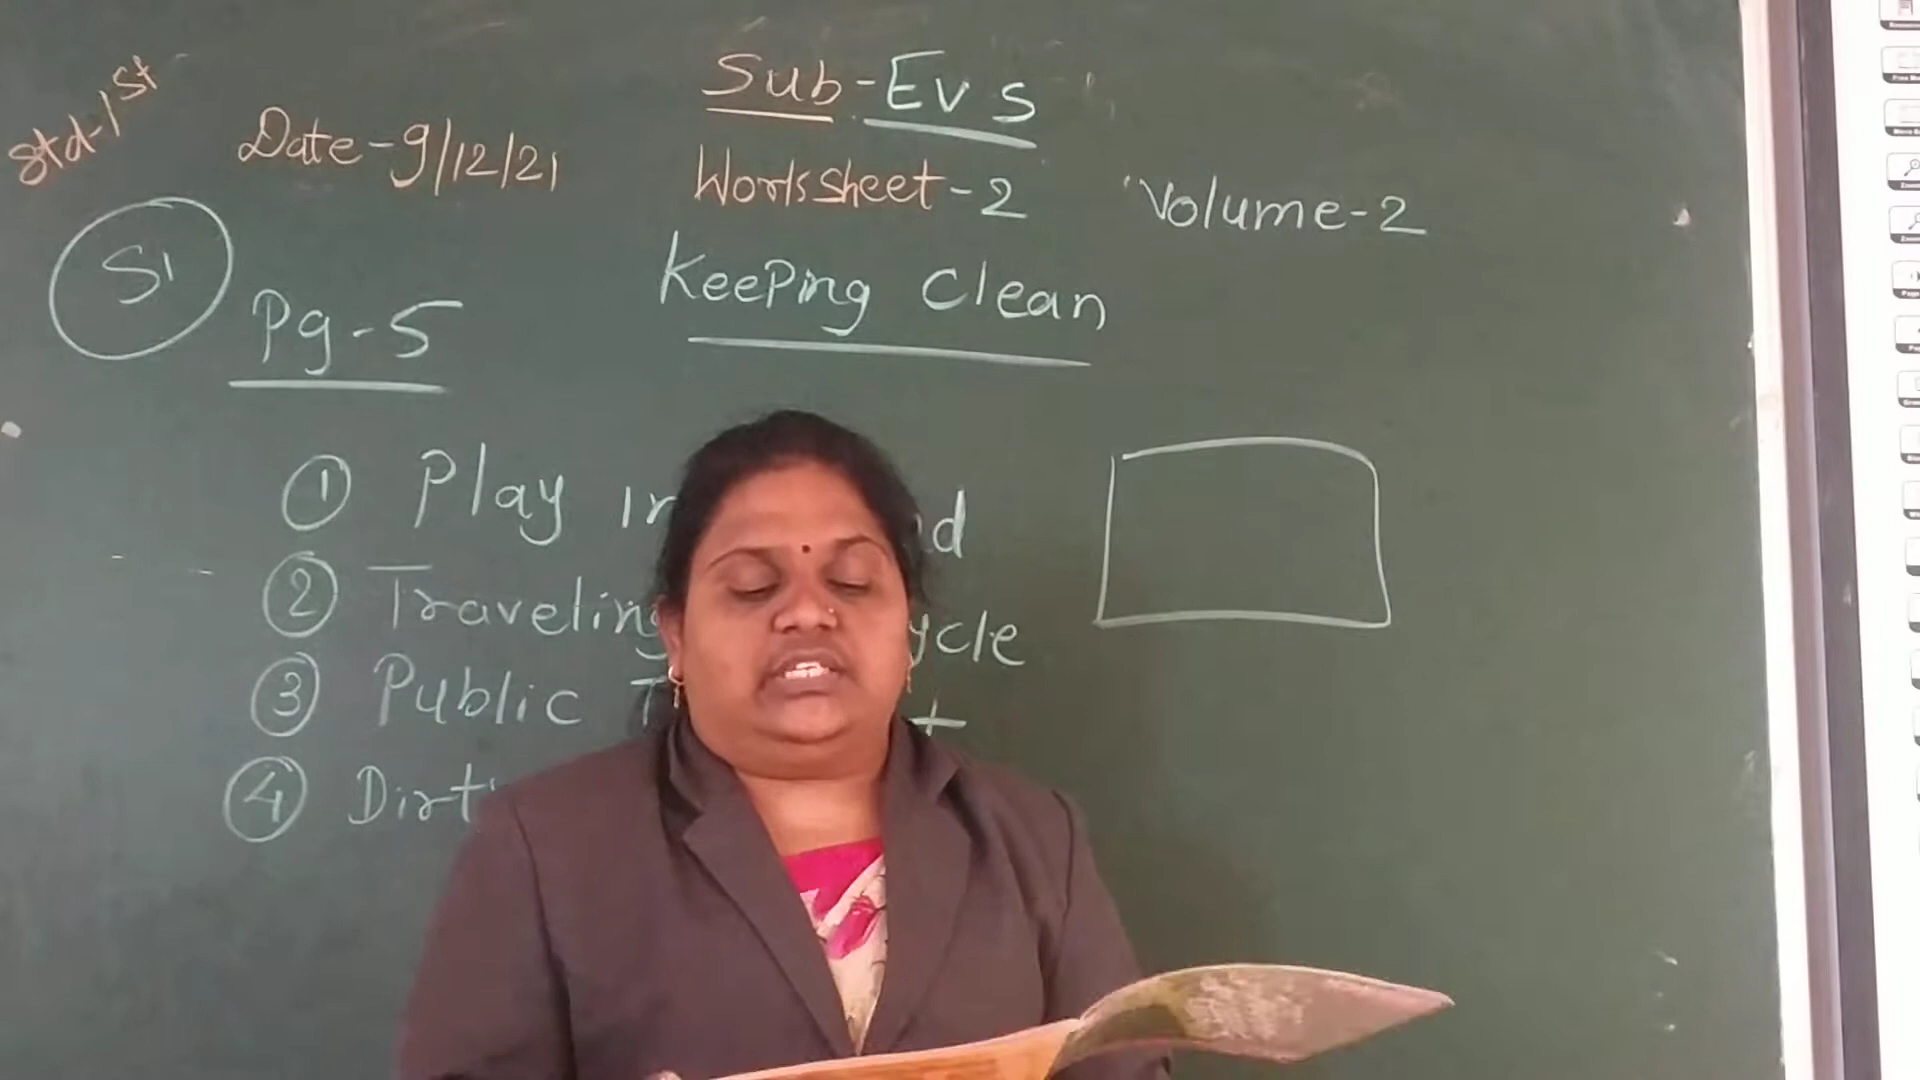 Std-1st
Sub-EVS
Date-9/12/21
Worksheet-2
Volume-2
S1
Pg-5
Keeping Clean
1 Play
2 Traveling
3 Public
4